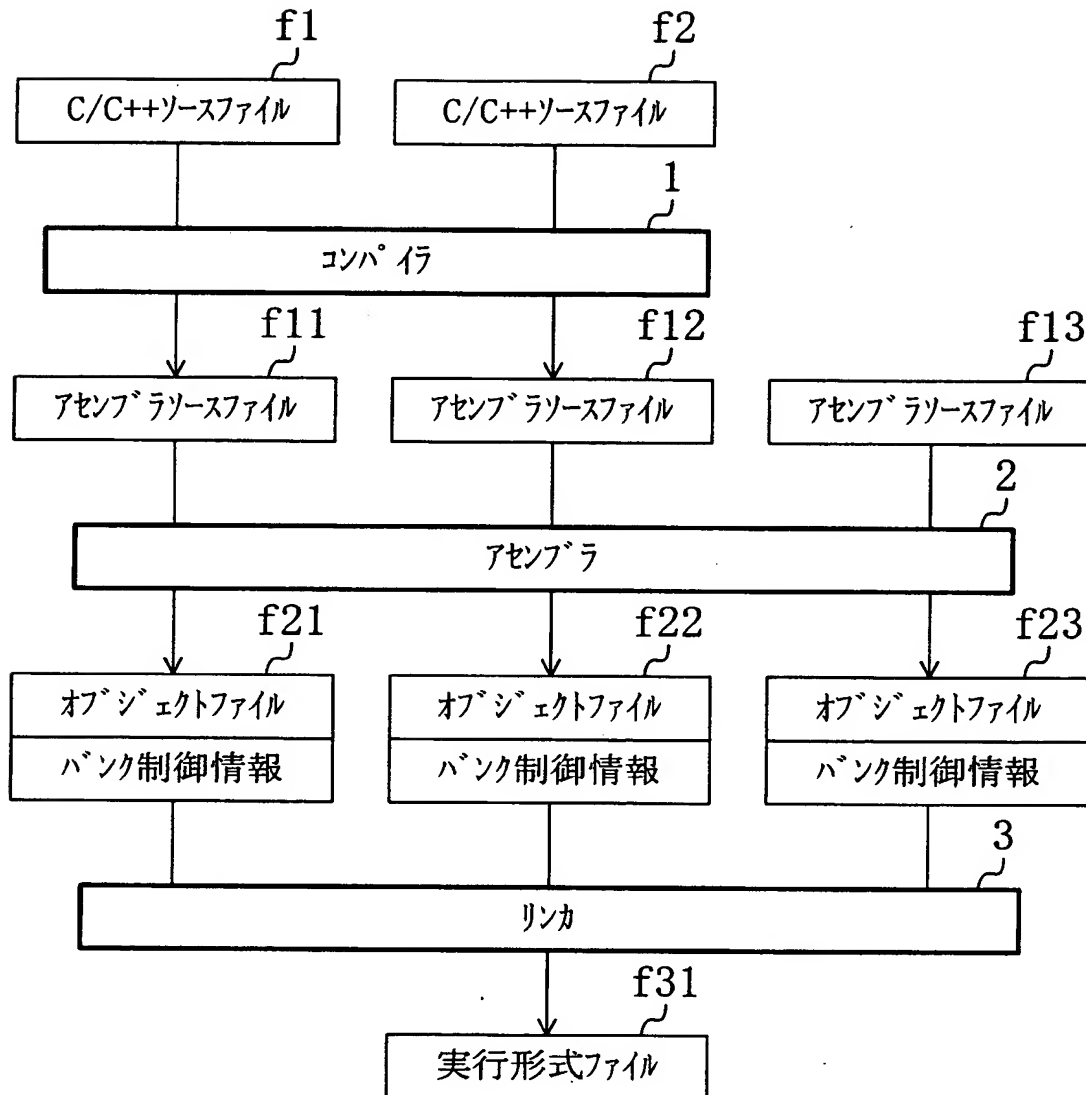 f1
f2
C/C++ソースファイル
C/C++ソースファイル
1
コンパイラ
f11
f12
f13
アセンブラソースファイル
アセンブラソースファイル
アセンブラソースファイル
2
アセンブラ
f21
f22
f23
オブジェクトファイル
オブジェクトファイル
オブジェクトファイル
バンク制御情報
バンク制御情報
バンク制御情報
3
リンカ
f31
実行形式ファイル